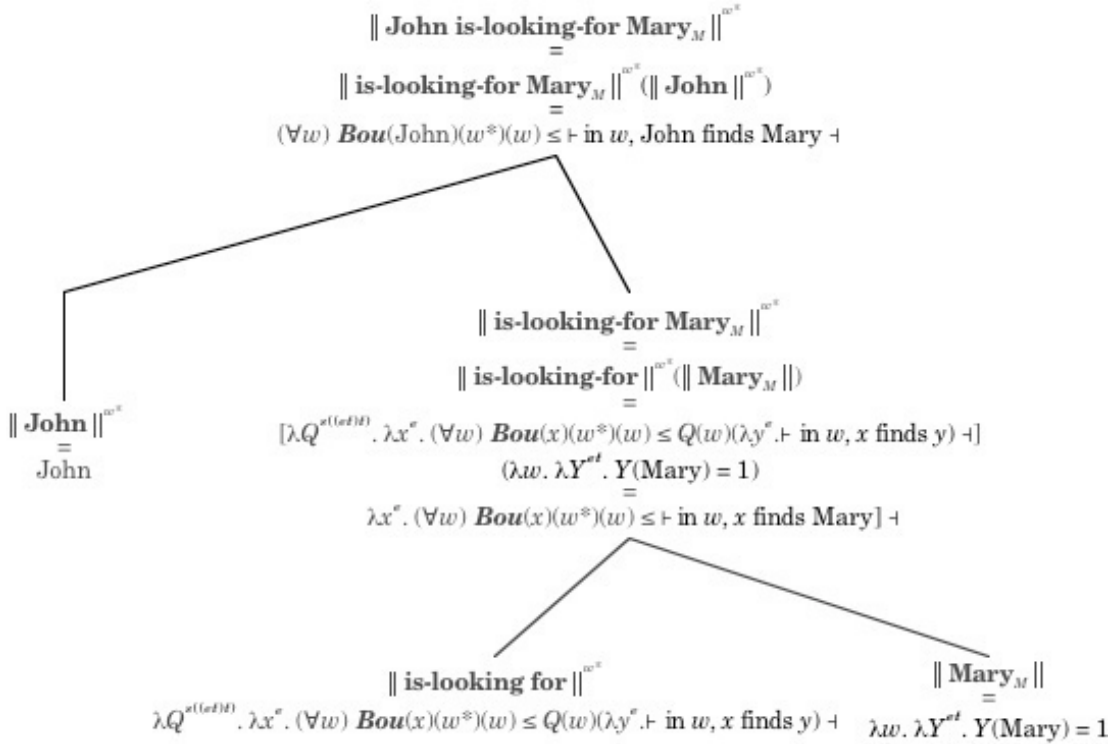 ‖ John is-looking-for Mary_M ‖^{w*}
=
‖ is-looking-for Mary_M ‖^{w*}(‖ John ‖^{w*})
=
(∀w) Bou(John)(w*)(w) ≤ ⊢ in w, John finds Mary ⊣
‖ is-looking-for Mary_M ‖^{w*}
=
‖ is-looking-for ‖^{w*}(‖ Mary_M ‖)
=
‖ John ‖^{w*}
=
John
[λQ^{s((et)t)}. λx^e. (∀w) Bou(x)(w*)(w) ≤ Q(w)(λy^e.⊢ in w, x finds y) ⊣]
(λw. λY^{et}. Y(Mary) = 1)
=
λx^e. (∀w) Bou(x)(w*)(w) ≤ ⊢ in w, x finds Mary] ⊣
‖ is-looking for ‖^{w*}
λQ^{s((et)t)}. λx^e. (∀w) Bou(x)(w*)(w) ≤ Q(w)(λy^e.⊢ in w, x finds y) ⊣
‖ Mary_M ‖
=
λw. λY^{et}. Y(Mary) = 1